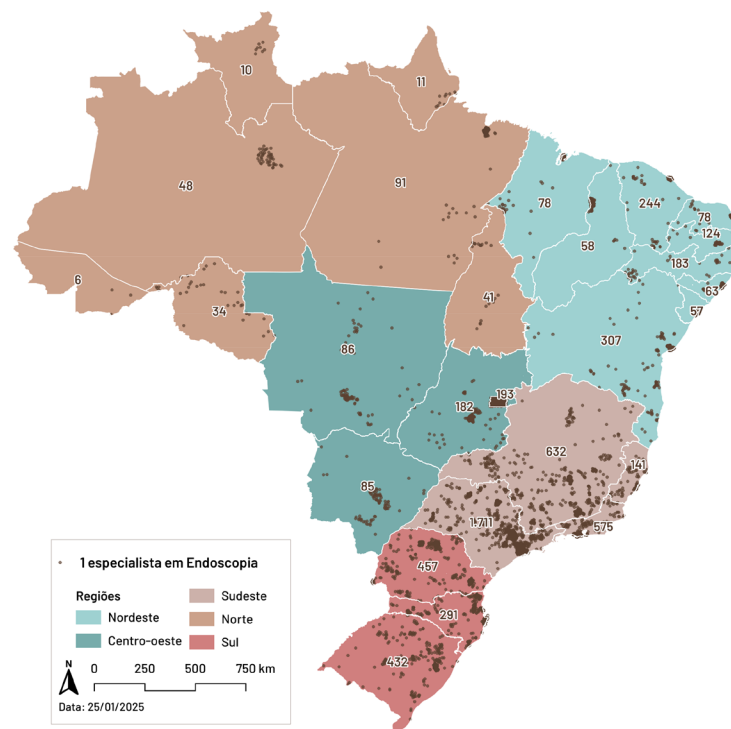 10
11
48
91
78
244
78
124
58
183
6
63
34
41
57
307
86
193
182
632
141
85
1.711
575
457
291
432
1 especialista em Endoscopia
Regiões
Nordeste
Centro-oeste
Sudeste
Norte
Sul
N
0 250 500 750 km
Data: 25/01/2025